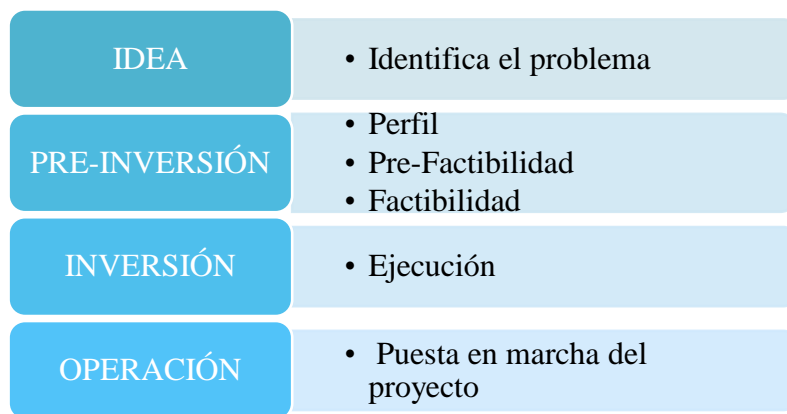 IDEA
• Identifica el problema
PRE-INVERSIÓN
• Perfil
• Pre-Factibilidad
• Factibilidad
INVERSIÓN
• Ejecución
OPERACIÓN
• Puesta en marcha del
proyecto